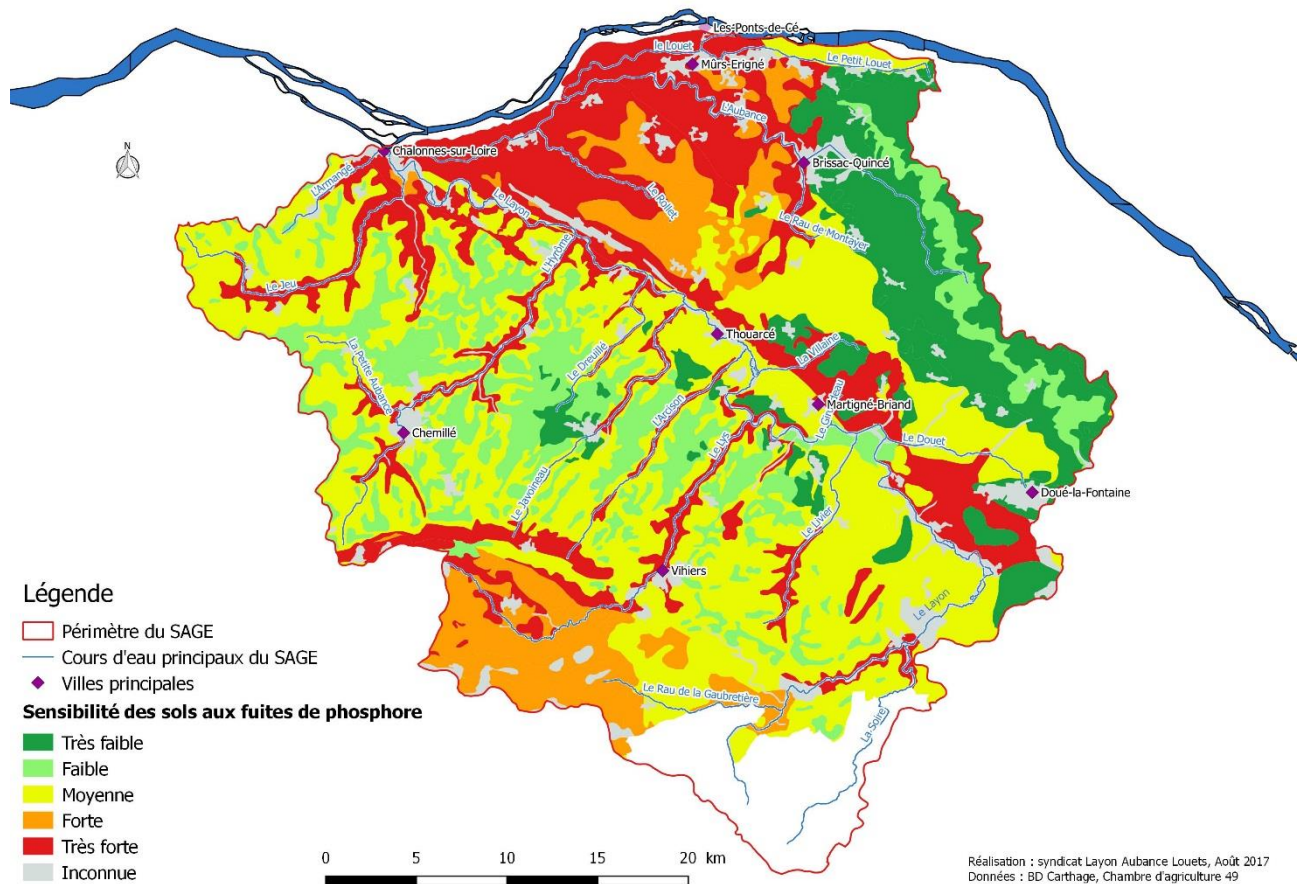 Les-Ponts-de-Cé
le Louet
Mûrs-Erigné
Le Petit Louet
L'Aubance
Chalonnes-sur-Loire
Brissac-Quincé
L'Armangé
Le Layon
Le Rollet
Le Rau de Montayer
L'Hyrôme
Le Jeu
Thouarcé
La Villaine
La Petite Aubance
Le Dreuillé
L'Arcison
Martigné-Briand
Chemillé
Le Lys
Le Douet
Doué-la-Fontaine
Le Javoineau
Le Livier
Vihiers
Le Layon
Le Rau de la Gaubretière
La Soire
N
Légende
Périmètre du SAGE
Cours d'eau principaux du SAGE
Villes principales
Sensibilité des sols aux fuites de phosphore
Très faible
Faible
Moyenne
Forte
Très forte
Inconnue
0 5 10 15 20 km
Réalisation : syndicat Layon Aubance Louets, Août 2017
Données : BD Carthage, Chambre d'agriculture 49